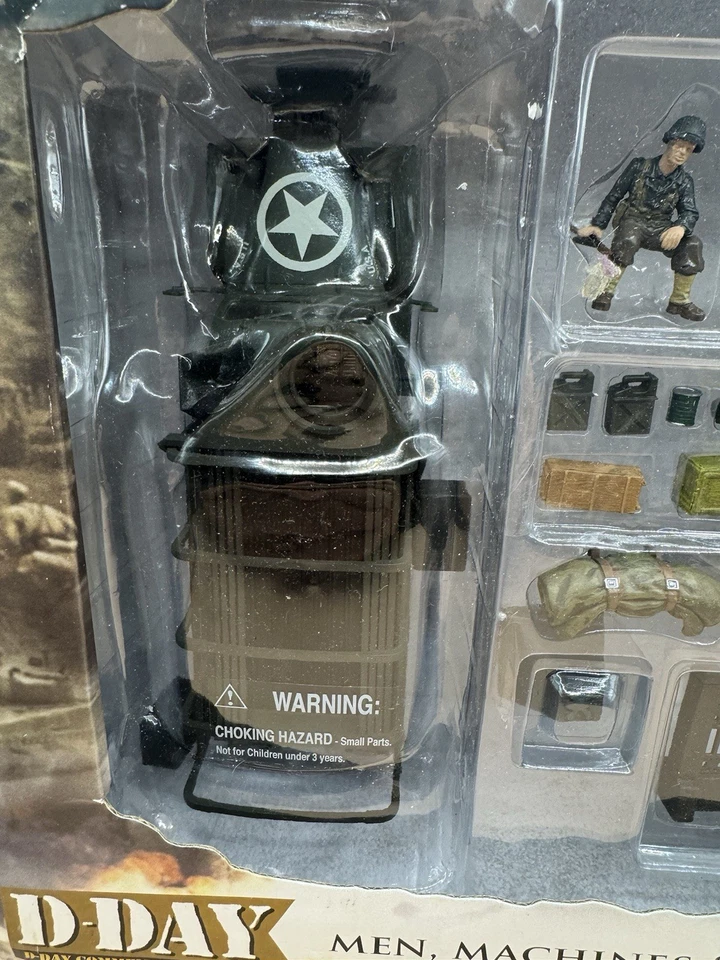 WARNING:
CHOKING HAZARD - Small Parts.
Not for Children under 3 years.
D-DAY
MEN, MACHINES